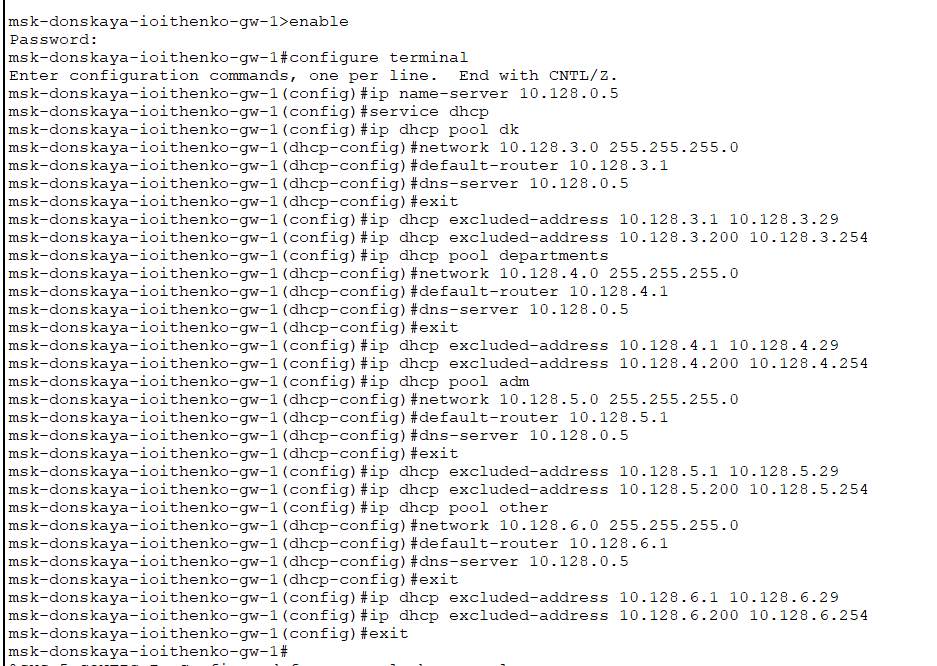 msk-donskaya-ioithenko-gw-1>enable
Password:
msk-donskaya-ioithenko-gw-1#configure terminal
Enter configuration commands, one per line.  End with CNTL/Z.
msk-donskaya-ioithenko-gw-1(config)#ip name-server 10.128.0.5
msk-donskaya-ioithenko-gw-1(config)#service dhcp
msk-donskaya-ioithenko-gw-1(config)#ip dhcp pool dk
msk-donskaya-ioithenko-gw-1(dhcp-config)#network 10.128.3.0 255.255.255.0
msk-donskaya-ioithenko-gw-1(dhcp-config)#default-router 10.128.3.1
msk-donskaya-ioithenko-gw-1(dhcp-config)#dns-server 10.128.0.5
msk-donskaya-ioithenko-gw-1(dhcp-config)#exit
msk-donskaya-ioithenko-gw-1(config)#ip dhcp excluded-address 10.128.3.1 10.128.3.29
msk-donskaya-ioithenko-gw-1(config)#ip dhcp excluded-address 10.128.3.200 10.128.3.254
msk-donskaya-ioithenko-gw-1(config)#ip dhcp pool departments
msk-donskaya-ioithenko-gw-1(dhcp-config)#network 10.128.4.0 255.255.255.0
msk-donskaya-ioithenko-gw-1(dhcp-config)#default-router 10.128.4.1
msk-donskaya-ioithenko-gw-1(dhcp-config)#dns-server 10.128.0.5
msk-donskaya-ioithenko-gw-1(dhcp-config)#exit
msk-donskaya-ioithenko-gw-1(config)#ip dhcp excluded-address 10.128.4.1 10.128.4.29
msk-donskaya-ioithenko-gw-1(config)#ip dhcp excluded-address 10.128.4.200 10.128.4.254
msk-donskaya-ioithenko-gw-1(config)#ip dhcp pool adm
msk-donskaya-ioithenko-gw-1(dhcp-config)#network 10.128.5.0 255.255.255.0
msk-donskaya-ioithenko-gw-1(dhcp-config)#default-router 10.128.5.1
msk-donskaya-ioithenko-gw-1(dhcp-config)#dns-server 10.128.0.5
msk-donskaya-ioithenko-gw-1(dhcp-config)#exit
msk-donskaya-ioithenko-gw-1(config)#ip dhcp excluded-address 10.128.5.1 10.128.5.29
msk-donskaya-ioithenko-gw-1(config)#ip dhcp excluded-address 10.128.5.200 10.128.5.254
msk-donskaya-ioithenko-gw-1(config)#ip dhcp pool other
msk-donskaya-ioithenko-gw-1(dhcp-config)#network 10.128.6.0 255.255.255.0
msk-donskaya-ioithenko-gw-1(dhcp-config)#default-router 10.128.6.1
msk-donskaya-ioithenko-gw-1(dhcp-config)#dns-server 10.128.0.5
msk-donskaya-ioithenko-gw-1(dhcp-config)#exit
msk-donskaya-ioithenko-gw-1(config)#ip dhcp excluded-address 10.128.6.1 10.128.6.29
msk-donskaya-ioithenko-gw-1(config)#ip dhcp excluded-address 10.128.6.200 10.128.6.254
msk-donskaya-ioithenko-gw-1(config)#exit
msk-donskaya-ioithenko-gw-1#